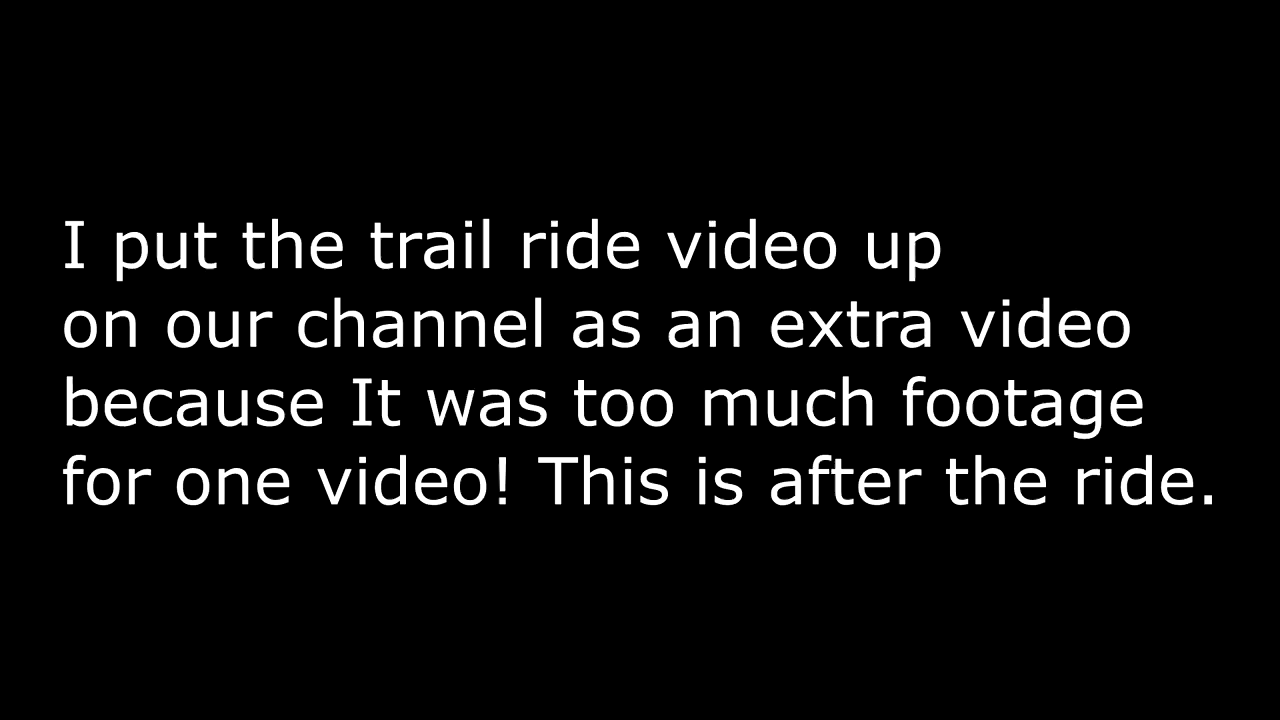 I put the trail ride video up
on our channel as an extra video
because It was too much footage
for one video! This is after the ride.